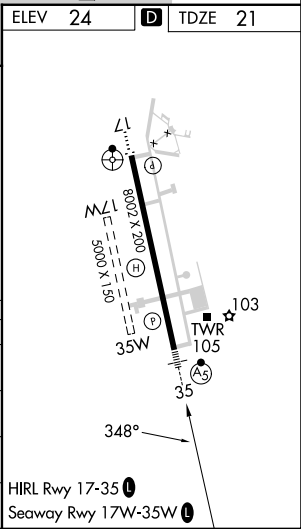 ELEV 24 D TDZE 21
17
P
17W
8002 X 200
5000 X 150
H
P
35W
103
TWR
105
A5
35
348°
HIRL Rwy 17-35 L
Seaway Rwy 17W-35W L